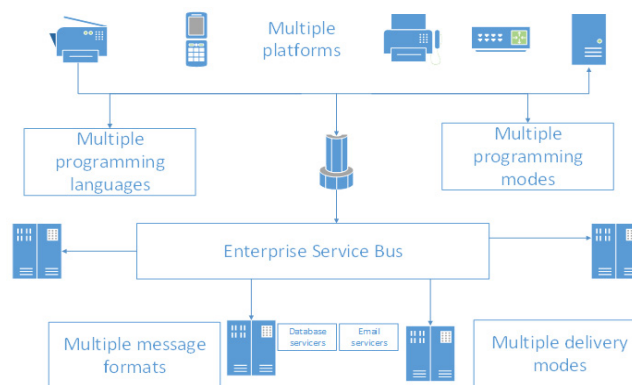 Multiple
platforms
Multiple
programming
languages
Multiple
programming
modes
Enterprise Service Bus
Database
servicers
Email
servicers
Multiple message
formats
Multiple delivery
modes